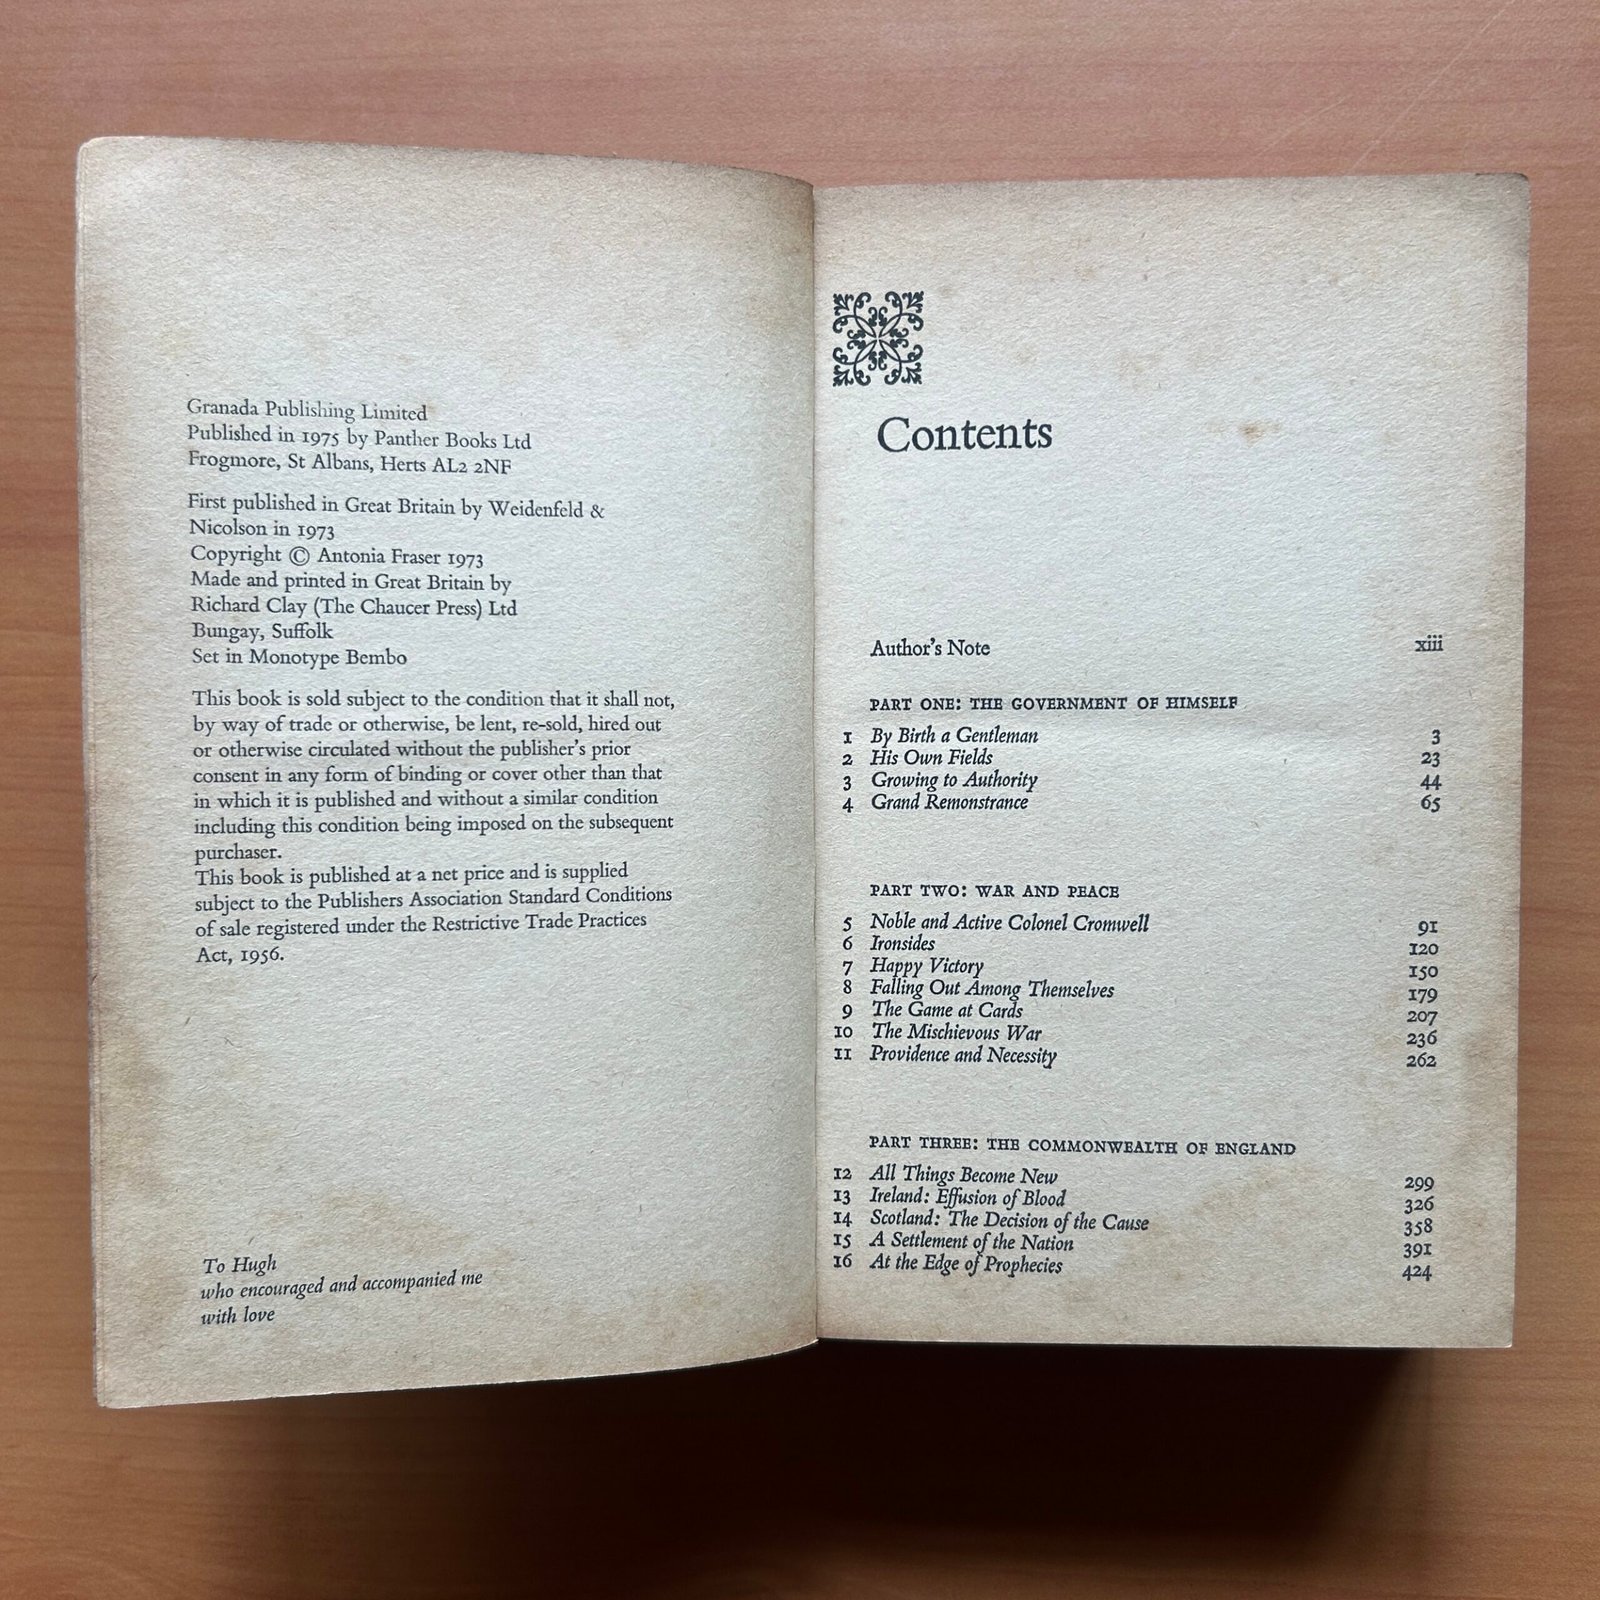 Granada Publishing Limited
Published in 1975 by Panther Books Ltd
Frogmore, St Albans, Herts AL2 2NF
First published in Great Britain by Weidenfeld &
Nicolson in 1973
Copyright © Antonia Fraser 1973
Made and printed in Great Britain by
Richard Clay (The Chaucer Press) Ltd
Bungay, Suffolk
Set in Monotype Bembo
This book is sold subject to the condition that it shall not,
by way of trade or otherwise, be lent, re-sold, hired out
or otherwise circulated without the publisher's prior
consent in any form of binding or cover other than that
in which it is published and without a similar condition
including this condition being imposed on the subsequent
purchaser.
This book is published at a net price and is supplied
subject to the Publishers Association Standard Conditions
of sale registered under the Restrictive Trade Practices
Act, 1956.
To Hugh
who encouraged and accompanied me
with love
Contents
Author's Note xiii
PART ONE: THE GOVERNMENT OF HIMSELF
1 By Birth a Gentleman 3
2 His Own Fields 23
3 Growing to Authority 44
4 Grand Remonstrance 65
PART TWO: WAR AND PEACE
5 Noble and Active Colonel Cromwell 91
6 Ironsides 120
7 Happy Victory 150
8 Falling Out Among Themselves 179
9 The Game at Cards 207
10 The Mischievous War 236
11 Providence and Necessity 262
PART THREE: THE COMMONWEALTH OF ENGLAND
12 All Things Become New 299
13 Ireland: Effusion of Blood 326
14 Scotland: The Decision of the Cause 358
15 A Settlement of the Nation 391
16 At the Edge of Prophecies 424